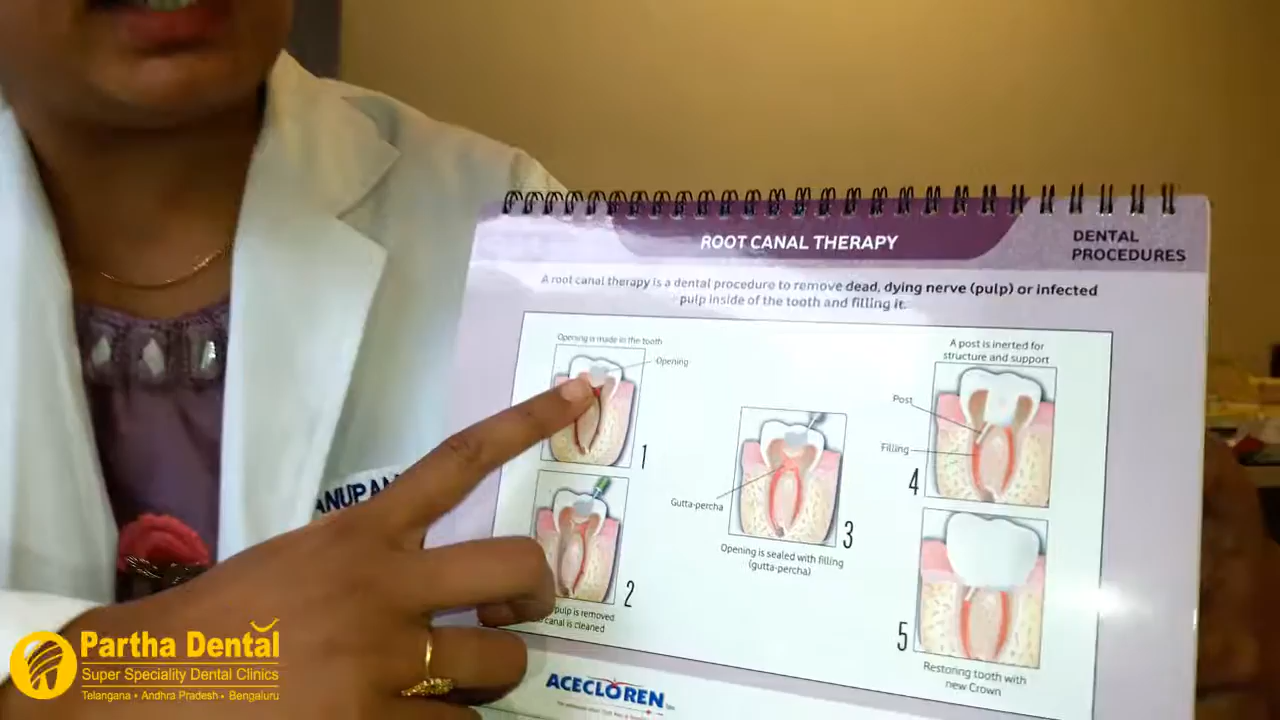 ROOT CANAL THERAPY
DENTAL
PROCEDURES
A root canal therapy is a dental procedure to remove dead, dying nerve (pulp) or infected
pulp inside of the tooth and filling it.
Opening is made in the tooth
Opening
1
pulp is removed
canal is cleaned
2
Gutta-percha
3
Opening is sealed with filling
(gutta-percha)
A post is inerted for
structure and support
Post
Filling
4
5
Restoring tooth with
new Crown
ACECLOREN
ANUPAM
Partha Dental
Super Speciality Dental Clinics
Telangana • Andhra Pradesh • Bengaluru